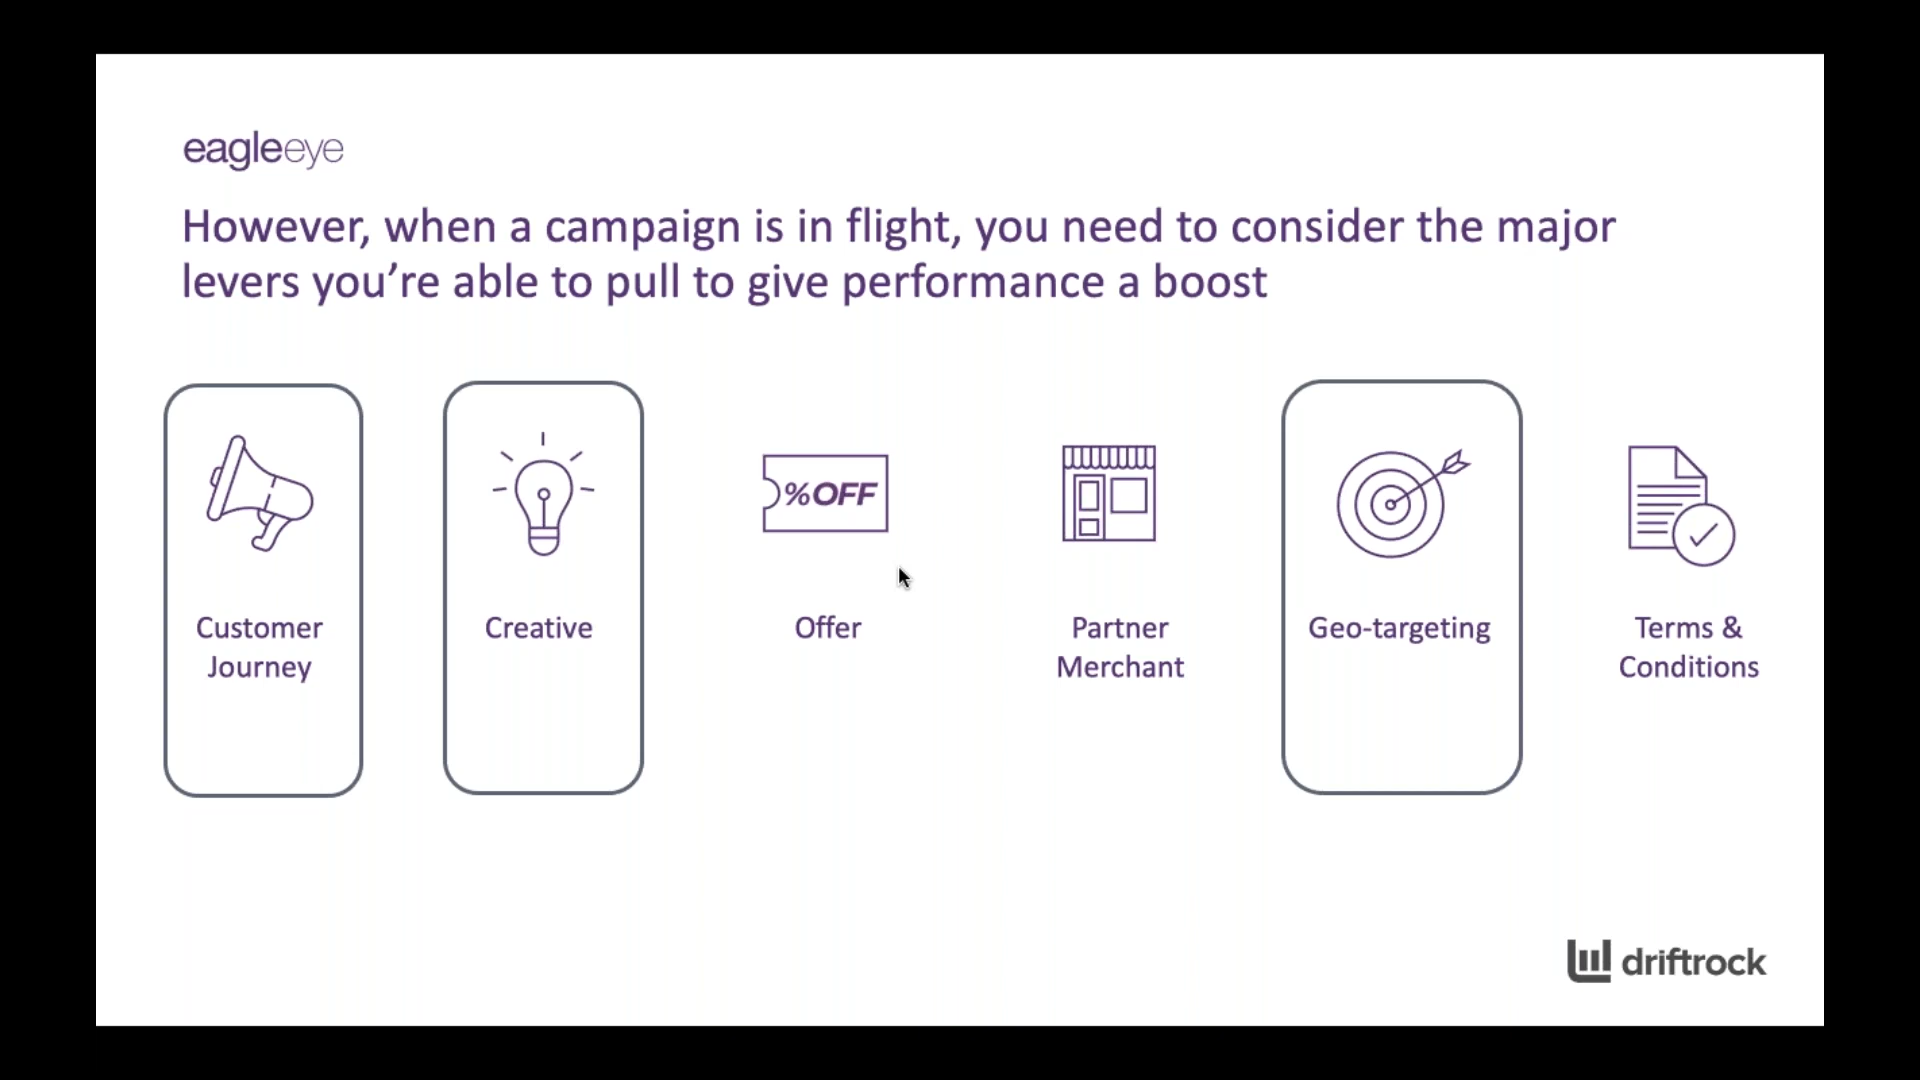 eagleeye
However, when a campaign is in flight, you need to consider the major
levers you’re able to pull to give performance a boost
%OFF
Customer
Journey
Creative
Offer
Partner
Merchant
Geo-targeting
Terms &
Conditions
driftrock